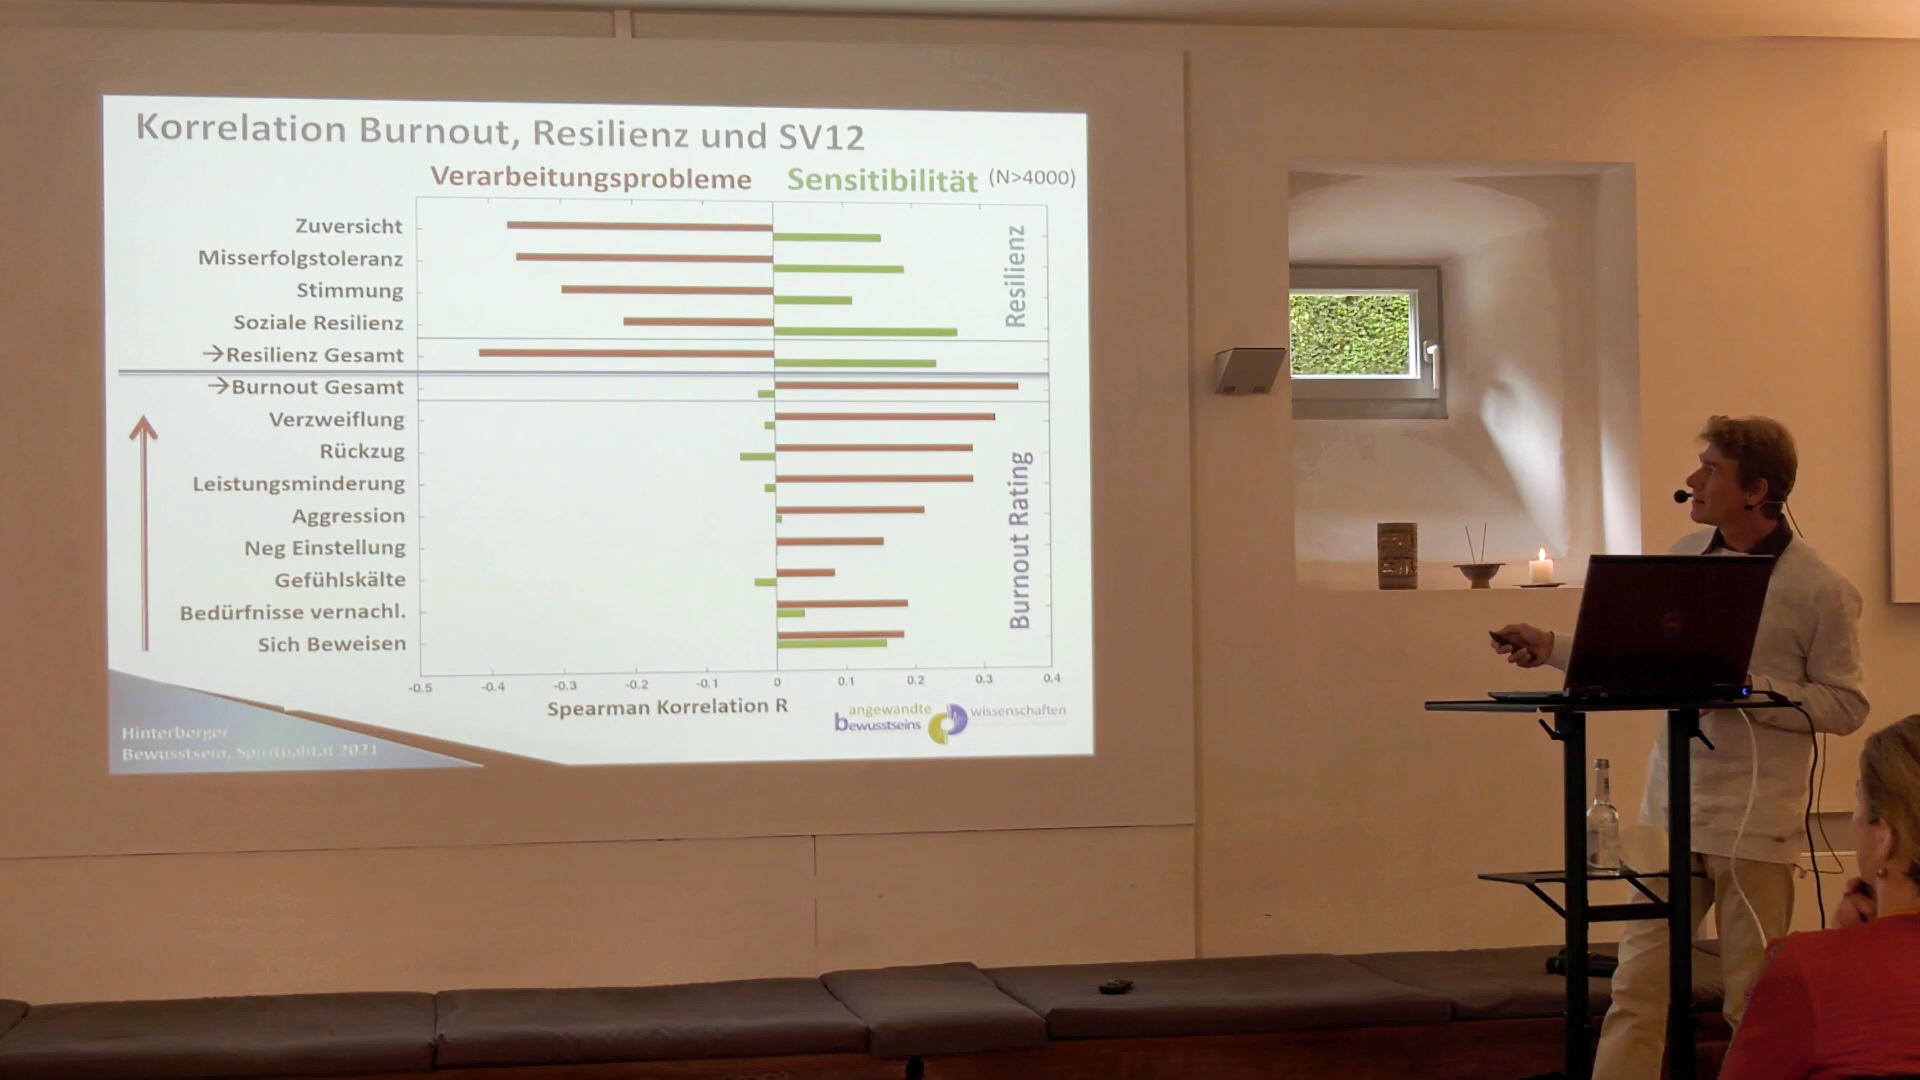 Korrelation Burnout, Resilienz und SV12
Verarbeitungsprobleme Sensitibilität (N>4000)
Zuversicht
Misserfolgstoleranz
Stimmung
Soziale Resilienz
→Resilienz Gesamt
→Burnout Gesamt
Verzweiflung
Rückzug
Leistungsminderung
Aggression
Neg Einstellung
Gefühlskälte
Bedürfnisse vernachl.
Sich Beweisen
Resilienz
Burnout Rating
-0.5 -0.4 -0.3 -0.2 -0.1 0 0.1 0.2 0.3 0.4
Spearman Korrelation R
angewandte
bewusstseins wissenschaften
Hinterberger
Bewusstsein, Spiritualität 2021